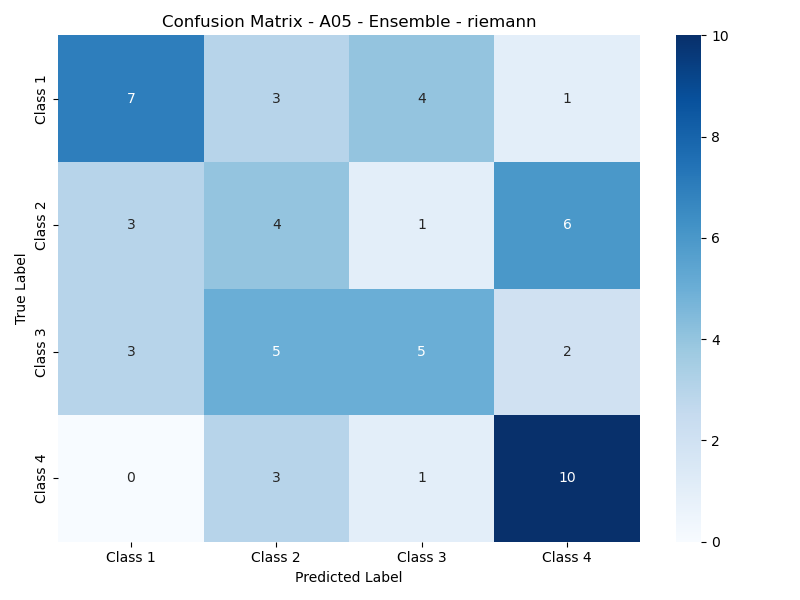 Confusion Matrix - A05 - Ensemble - riemann
True Label
Class 1
7 3 4 1
Class 2
3 4 1 6
Class 3
3 5 5 2
Class 4
0 3 1 10
Class 1 Class 2 Class 3 Class 4
Predicted Label
10
8
6
4
2
0